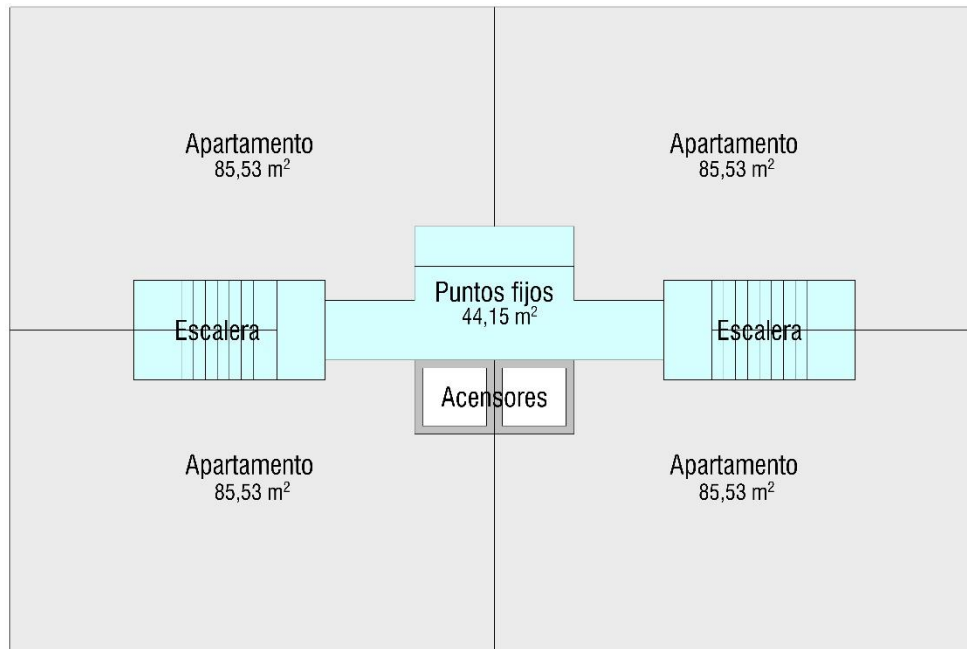 Apartamento
85,53 m²
Apartamento
85,53 m²
Puntos fijos
44,15 m²
Escalera
Escalera
Acensores
Apartamento
85,53 m²
Apartamento
85,53 m²